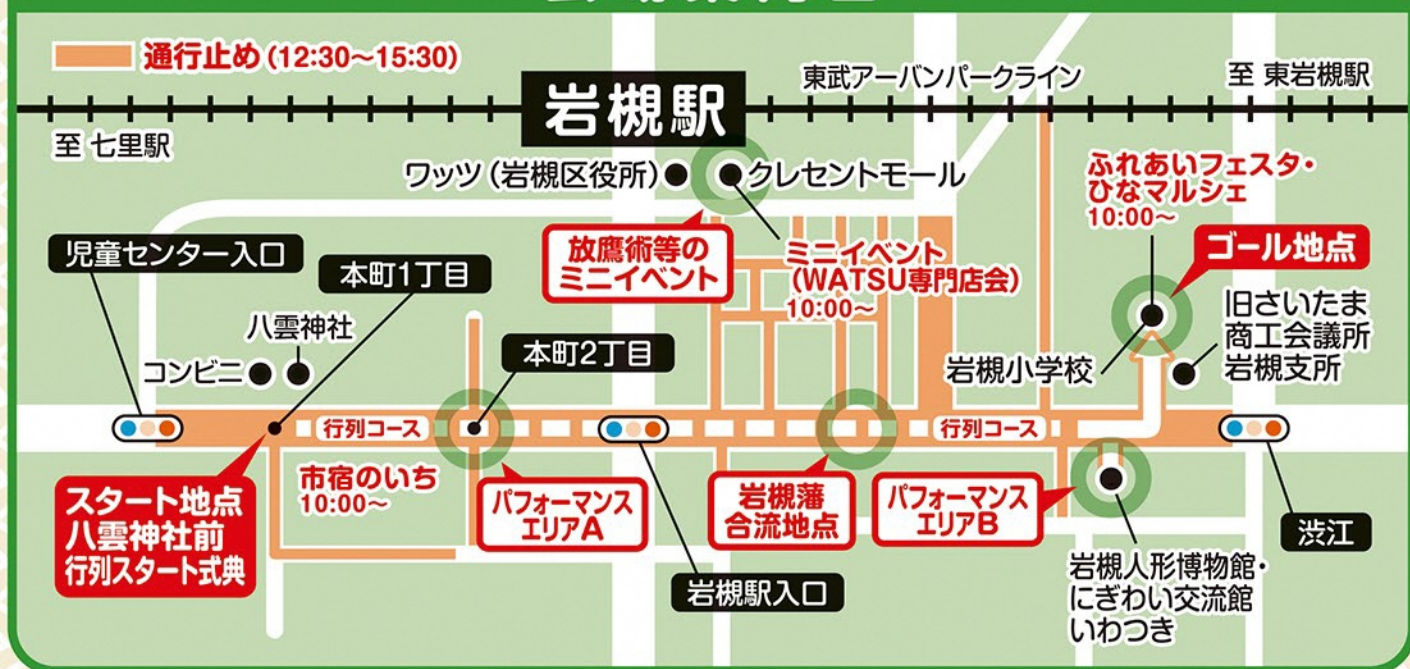 通行止め(12:30〜15:30)
東武アーバンパークライン
至 東岩槻駅
岩槻駅
至 七里駅
ワッツ(岩槻区役所)
クレセントモール
ふれあいフェスタ・
ひなマルシェ
10:00〜
ゴール地点
放鷹術等の
ミニイベント
ミニイベント
(WATSU専門店会)
10:00〜
児童センター入口
本町1丁目
八雲神社
コンビニ
本町2丁目
岩槻小学校
旧さいたま
商工会議所
岩槻支所
行列コース
行列コース
市宿のいち
10:00〜
スタート地点
八雲神社前
行列スタート式典
パフォーマンス
エリアA
岩槻藩
合流地点
パフォーマンス
エリアB
渋江
岩槻駅入口
岩槻人形博物館・
にぎわい交流館
いわつき